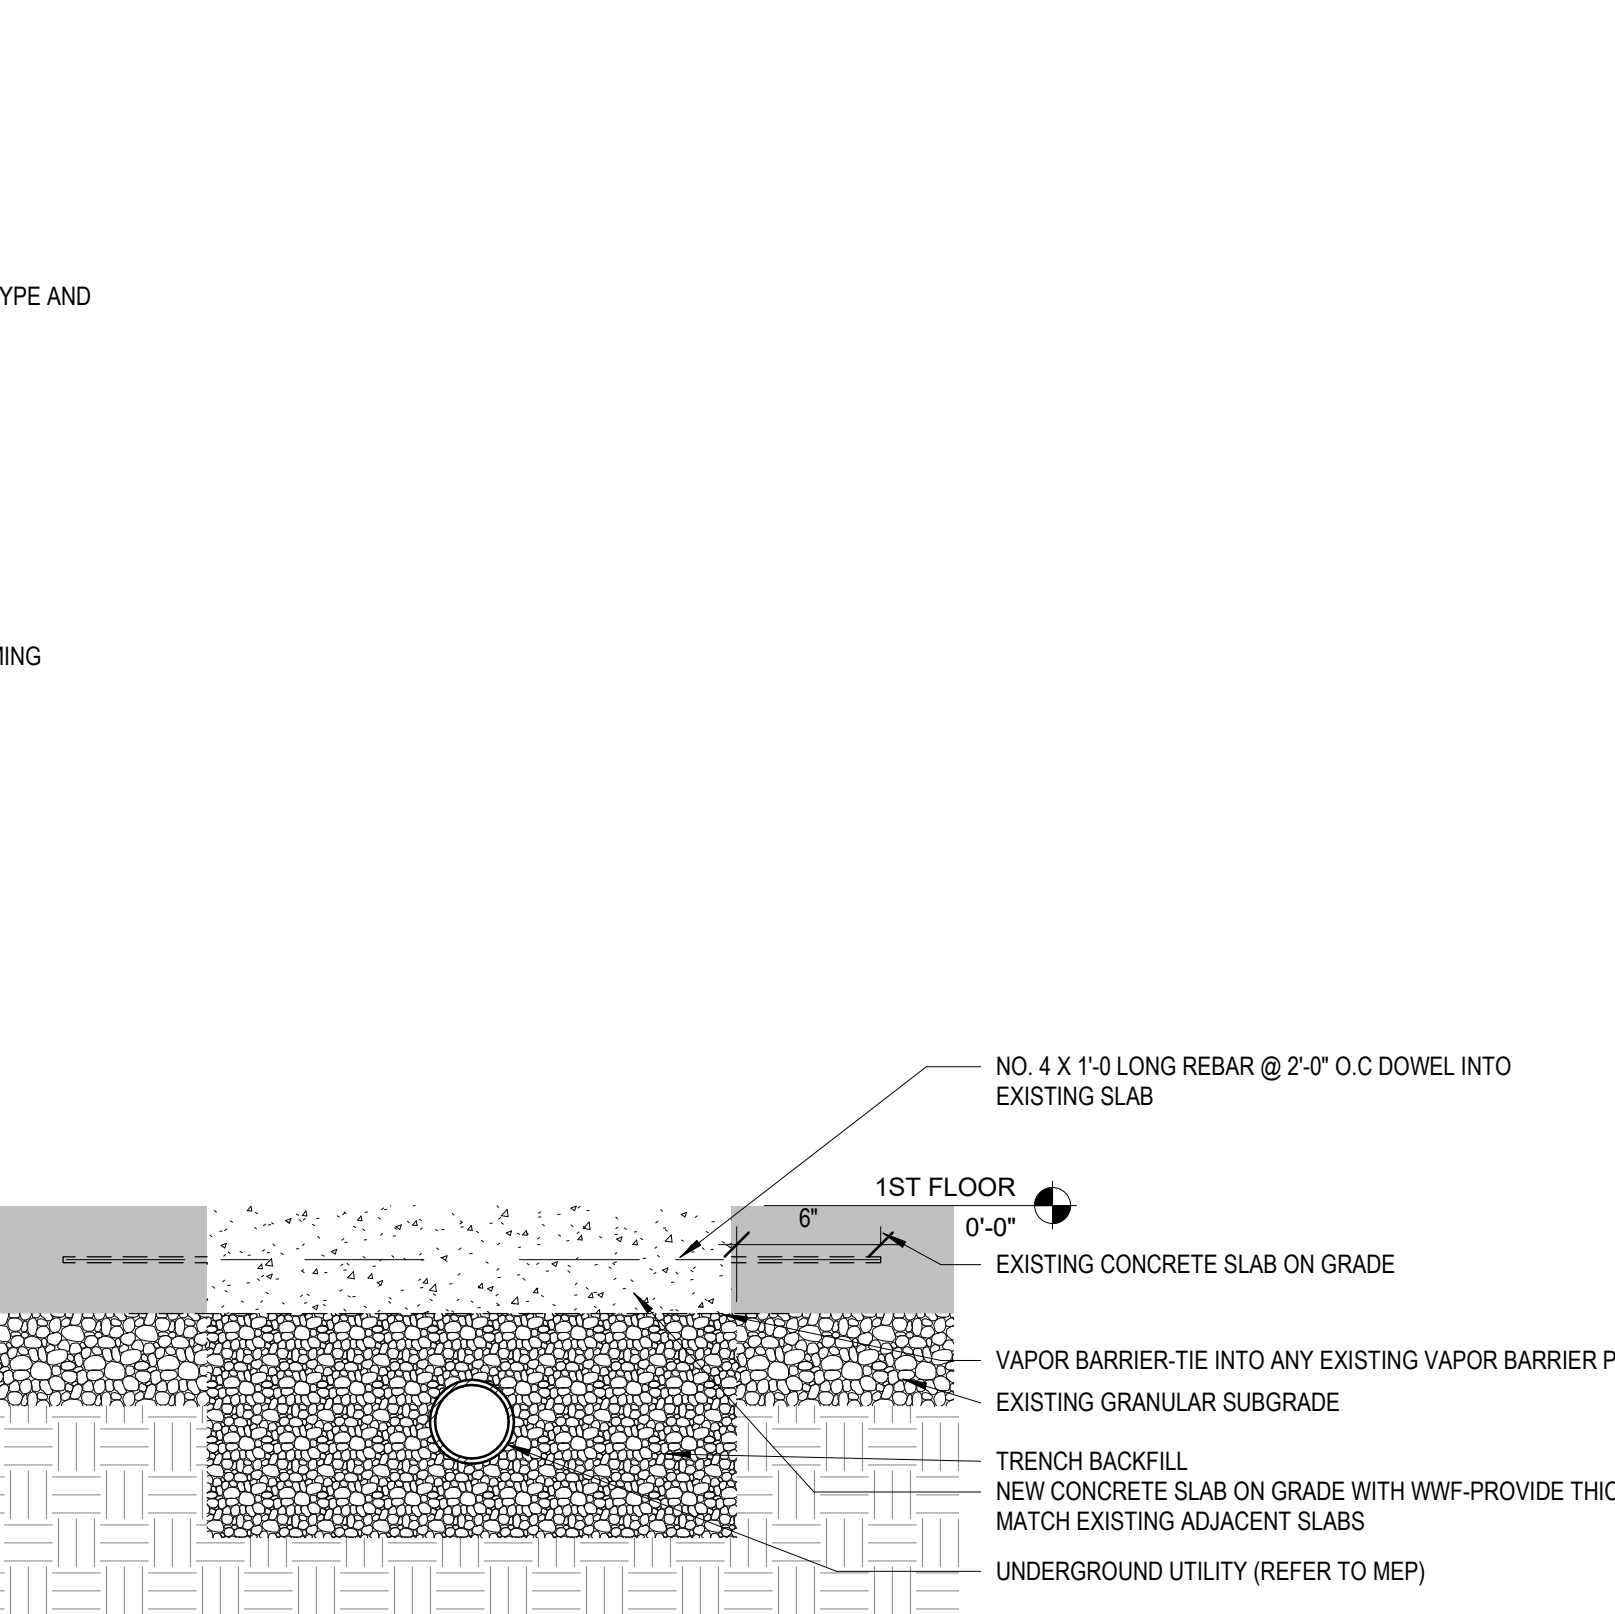 YPE AND
MING
NO. 4 X 1'-0 LONG REBAR @ 2'-0" O.C DOWEL INTO
EXISTING SLAB
1ST FLOOR
6"
0'-0"
EXISTING CONCRETE SLAB ON GRADE
VAPOR BARRIER-TIE INTO ANY EXISTING VAPOR BARRIER P
EXISTING GRANULAR SUBGRADE
TRENCH BACKFILL
NEW CONCRETE SLAB ON GRADE WITH WWF-PROVIDE THIC
MATCH EXISTING ADJACENT SLABS
UNDERGROUND UTILITY (REFER TO MEP)